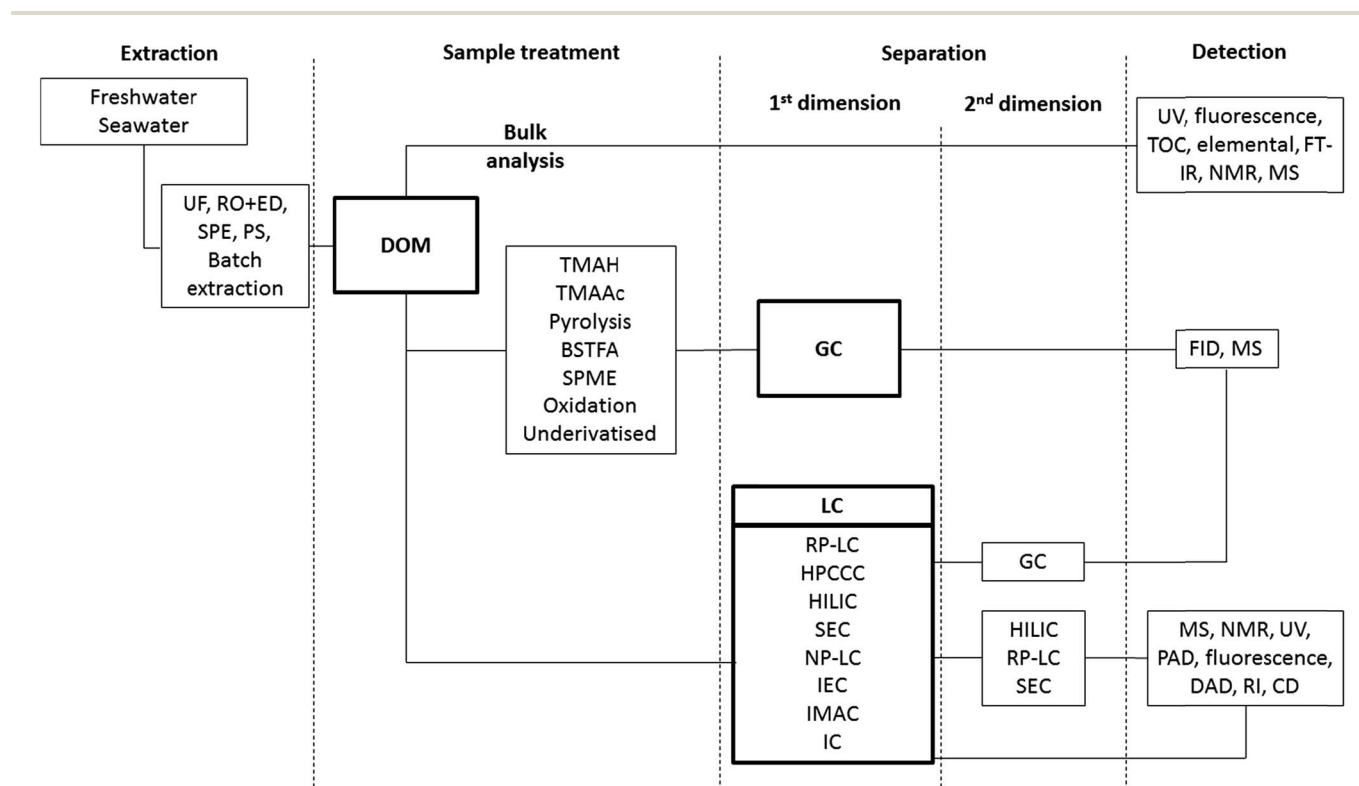 Extraction
Sample treatment
Separation
Detection
1st dimension
2nd dimension
Freshwater
Seawater
UF, RO+ED,
SPE, PS,
Batch
extraction
Bulk
analysis
DOM
TMAH
TMAAc
Pyrolysis
BSTFA
SPME
Oxidation
Underivatised
GC
LC
RP-LC
HPCCC
HILIC
SEC
NP-LC
IEC
IMAC
IC
GC
HILIC
RP-LC
SEC
UV, fluorescence,
TOC, elemental, FT-
IR, NMR, MS
FID, MS
MS, NMR, UV,
PAD, fluorescence,
DAD, RI, CD